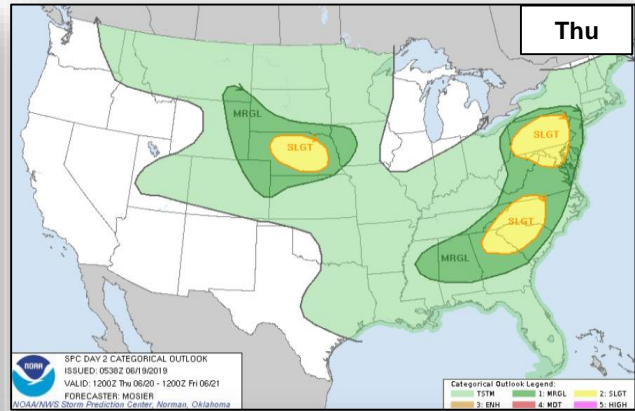 Thu
MRGL
SLGT
SLGT
SLGT
MRGL
NOAA
SPC DAY 2 CATEGORICAL OUTLOOK
ISSUED: 0538Z 06/19/2019
VALID: 1200Z Thu 06/20 - 1200Z Fri 06/21
FORECASTER: MOSIER
NOAA/NWS Storm Prediction Center, Norman, Oklahoma
Categorical Outlook Legend:
TSTM 1: MRGL 2: SLGT
3: ENH 4: MDT 5: HIGH